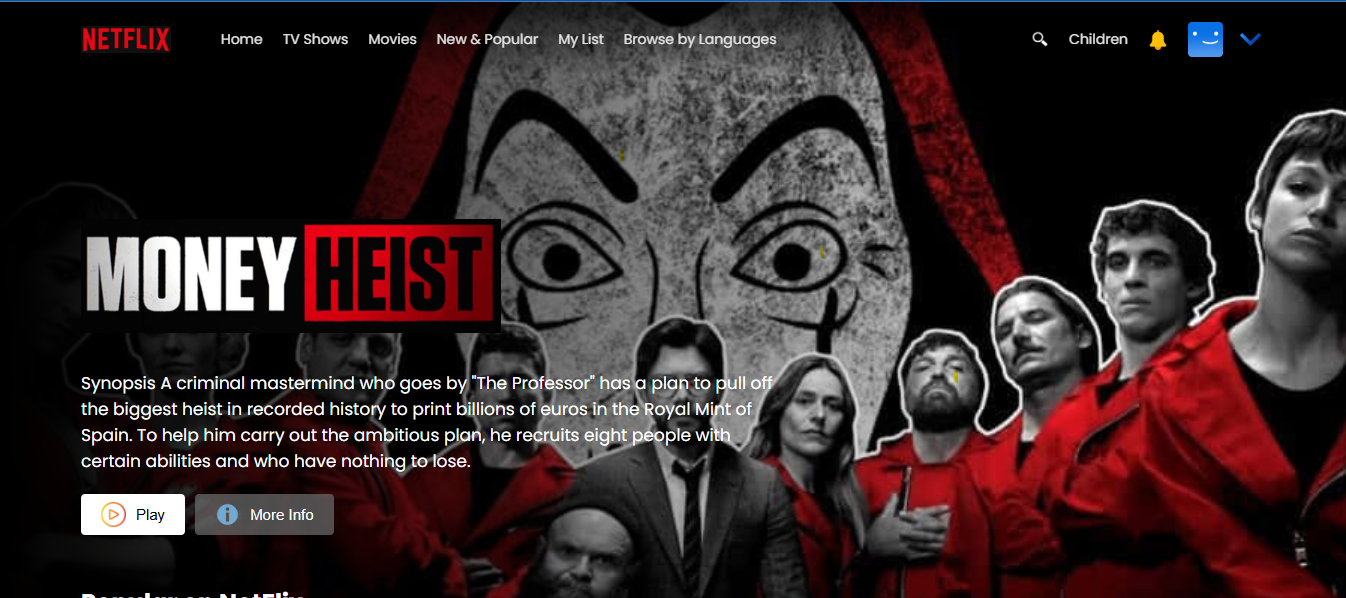 NETFLIX
Home TV Shows Movies New & Popular My List Browse by Languages Children
MONEY HEIST
Synopsis A criminal mastermind who goes by "The Professor" has a plan to pull off
the biggest heist in recorded history to print billions of euros in the Royal Mint of
Spain. To help him carry out the ambitious plan, he recruits eight people with
certain abilities and who have nothing to lose.
Play More Info
Popular on NetFlix